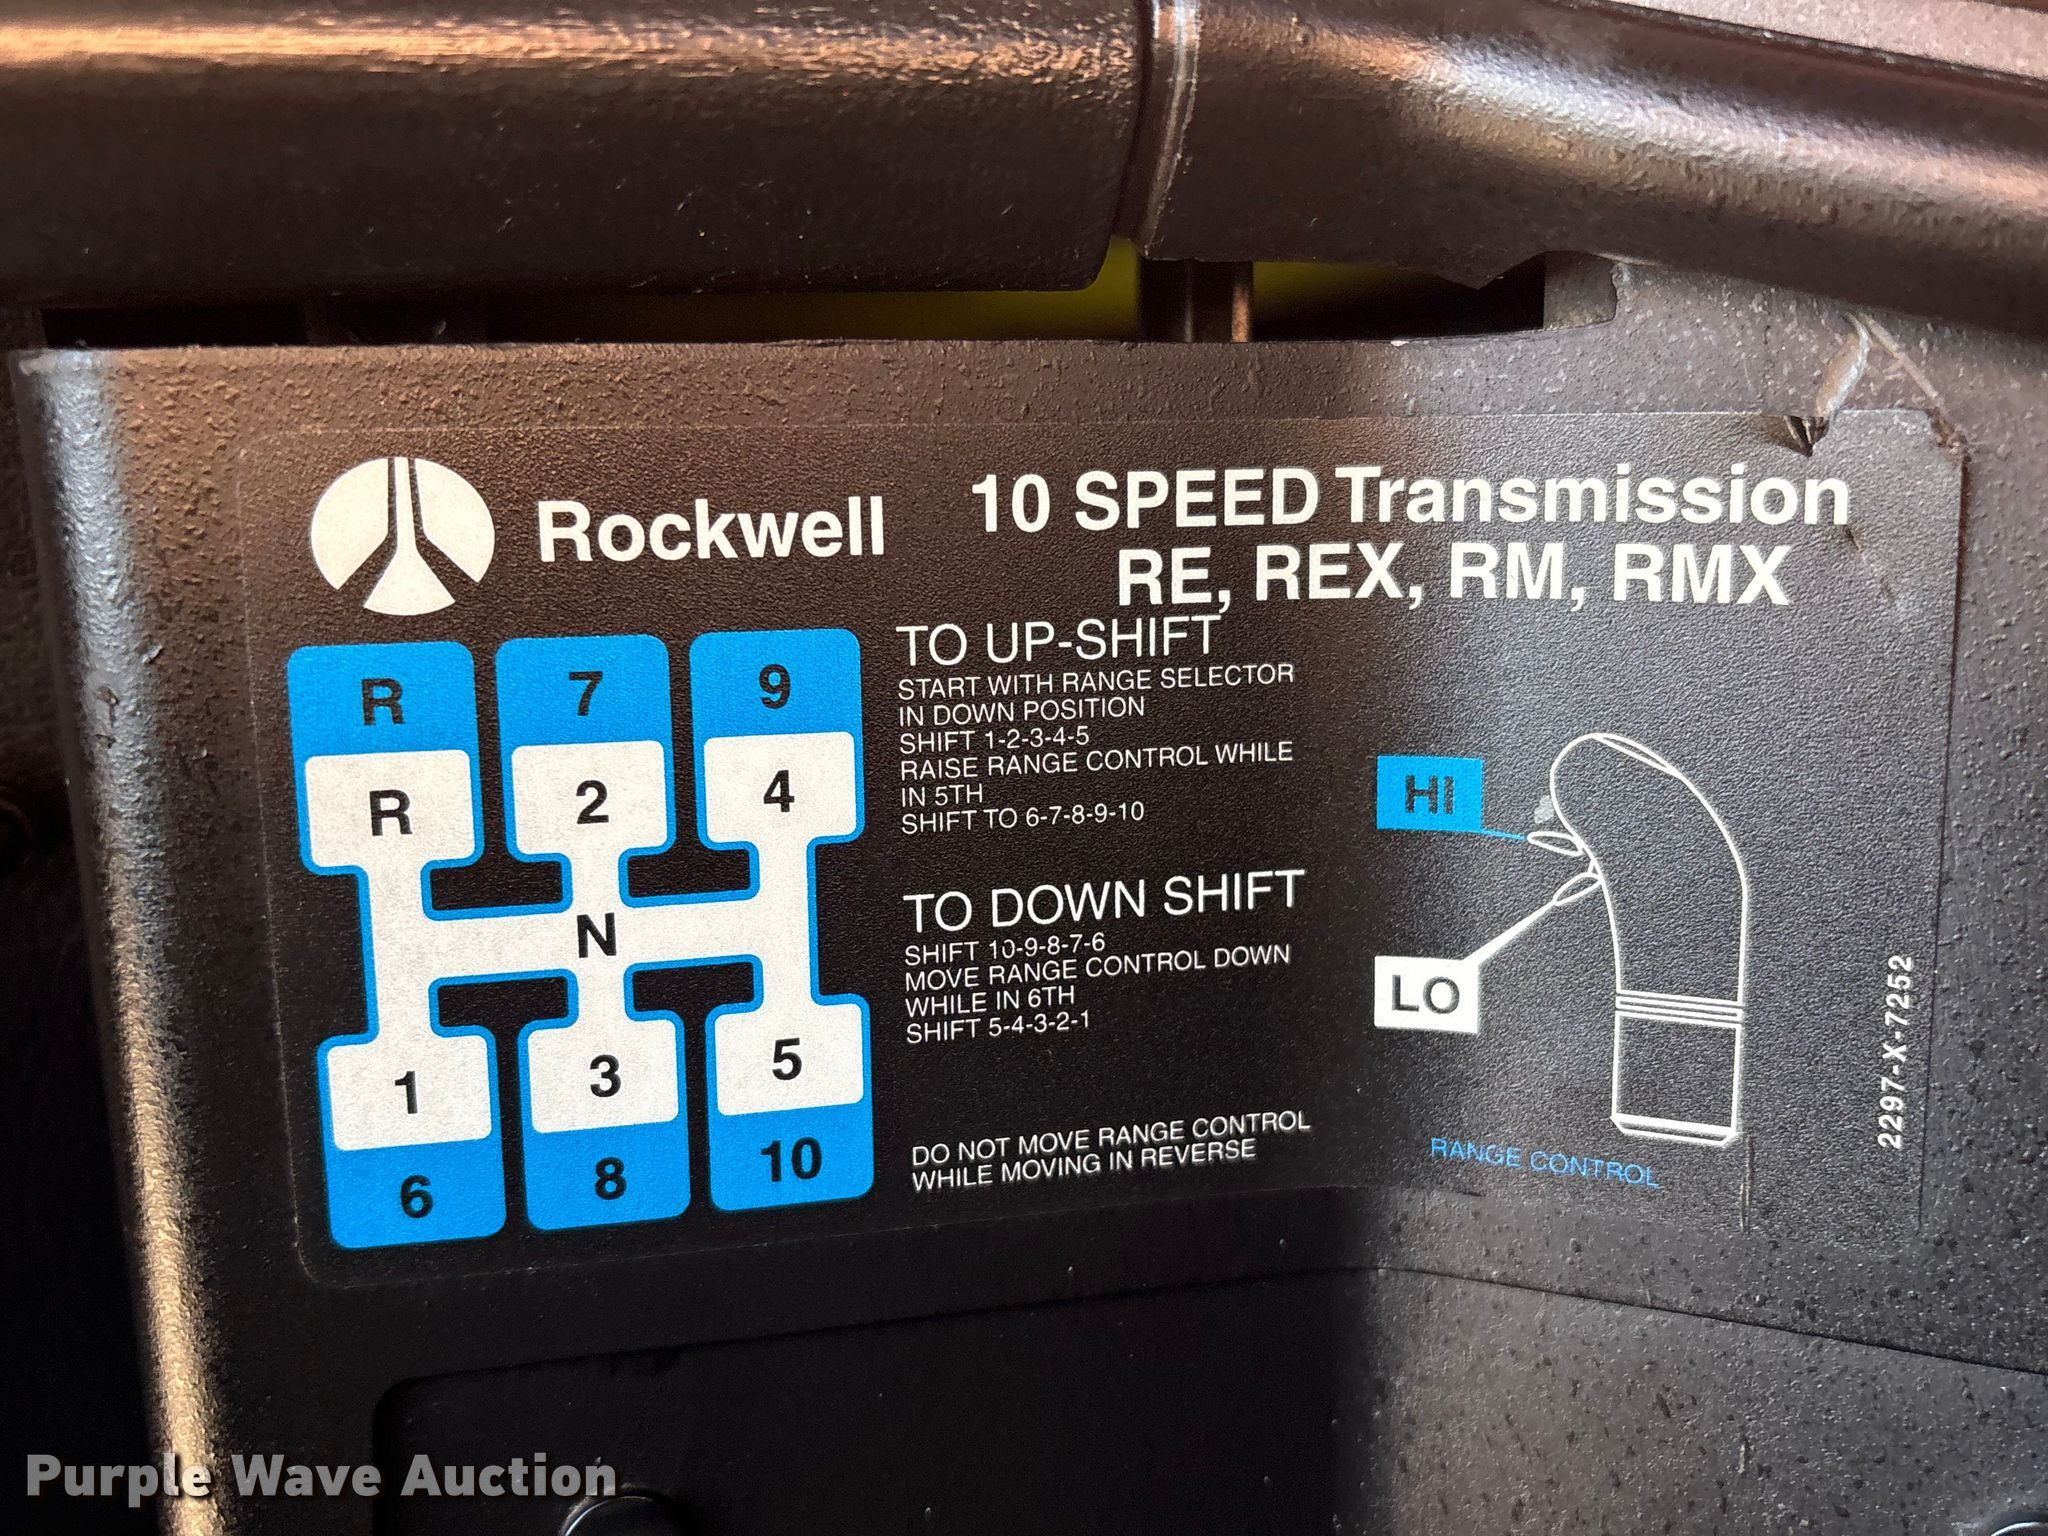 Rockwell
10 SPEED Transmission
RE, REX, RM, RMX
R 7 9
R 2 4
N
1 3 5
6 8 10
TO UP-SHIFT
START WITH RANGE SELECTOR
IN DOWN POSITION
SHIFT 1-2-3-4-5
RAISE RANGE CONTROL WHILE
IN 5TH
SHIFT TO 6-7-8-9-10
TO DOWN SHIFT
SHIFT 10-9-8-7-6
MOVE RANGE CONTROL DOWN
WHILE IN 6TH
SHIFT 5-4-3-2-1
DO NOT MOVE RANGE CONTROL
WHILE MOVING IN REVERSE
HI
LO
RANGE CONTROL
2297-X-7252
Purple Wave Auction